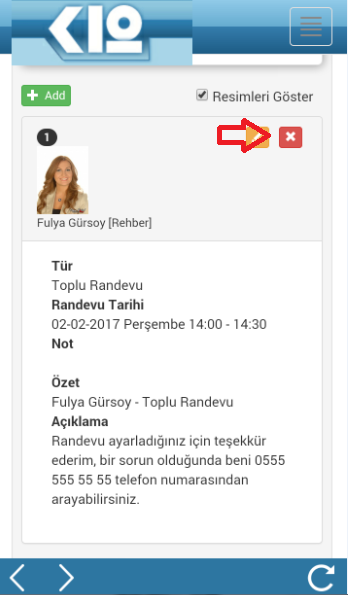 K12
Add
Resimleri Göster
1
Fulya Gürsoy [Rehber]
Tür
Toplu Randevu
Randevu Tarihi
02-02-2017 Perşembe 14:00 - 14:30
Not
Özet
Fulya Gürsoy - Toplu Randevu
Açıklama
Randevu ayarladığınız için teşekkür
ederim, bir sorun olduğunda beni 0555
555 55 55 telefon numarasından
arayabilirsiniz.